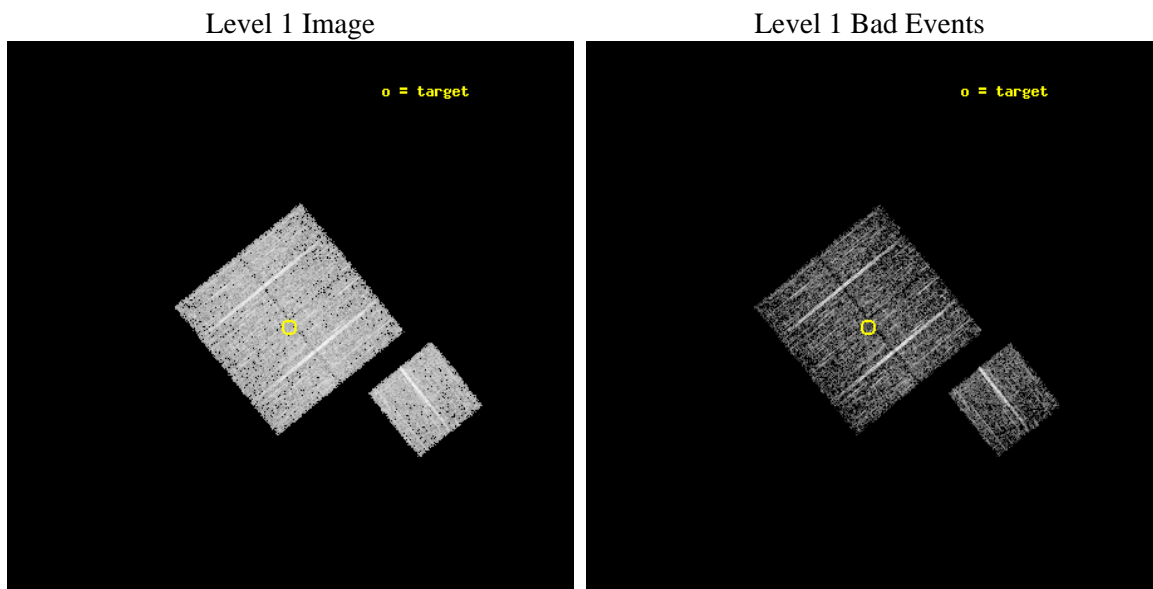 Level 1 Image
Level 1 Bad Events
o = target
o = target